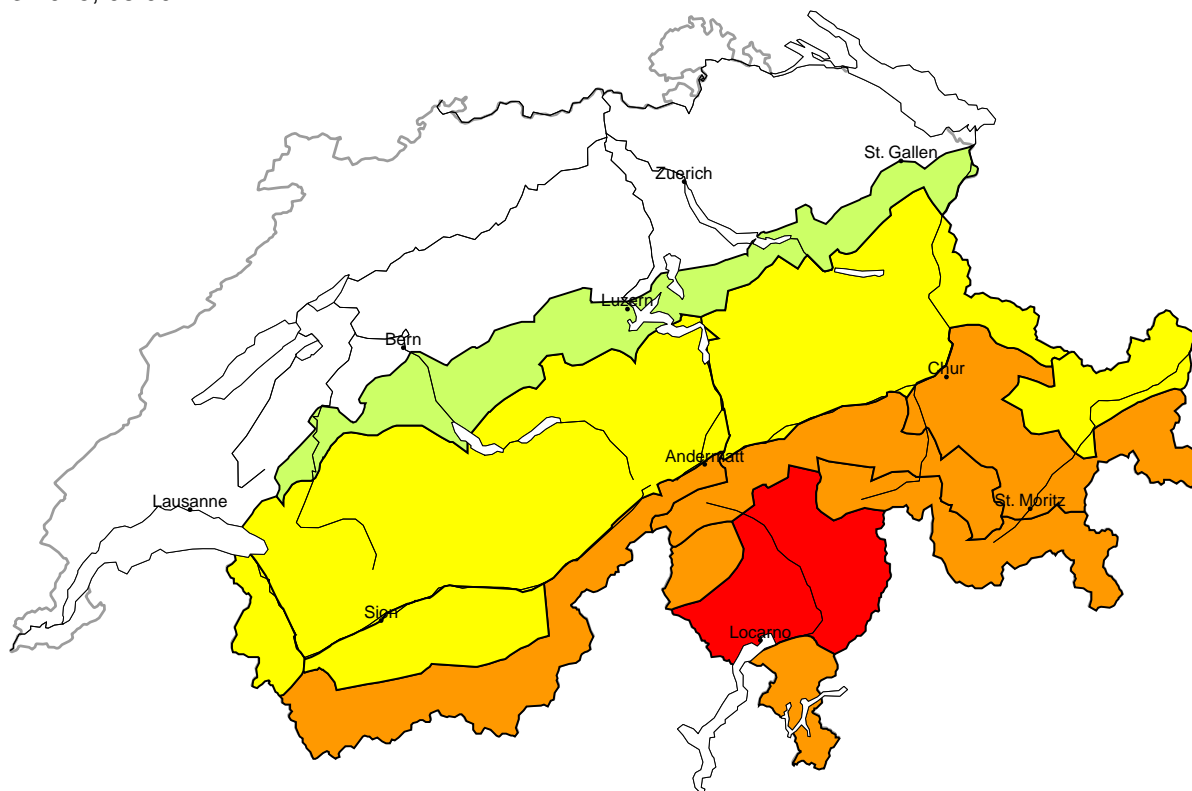 St. Gallen
Zuerich
Luzern
Bern
Chur
Andermatt
Lausanne
St. Moritz
Sion
Locarno